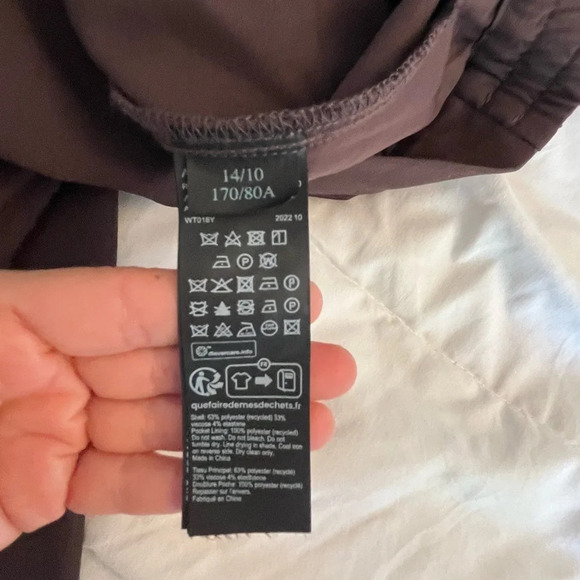 14/10
170/80A
WT018Y 2022 10
clevercare.info
FR
quefairedemesdechets.fr
Shell: 63% polyester (recycled) 33%
viscose 4% elastane
Pocket Lining: 100% polyester (recycled)
Do not wash. Do not bleach. Do not
tumble dry. Line drying in shade. Cool iron
on reverse side. Dry clean only.
Made in China
Tissu Principal: 63% polyester (recyclé)
33% viscose 4% élasthanne
Doublure Poche: 100% polyester (recyclé)
Repasser sur l'envers.
Fabriqué en Chine